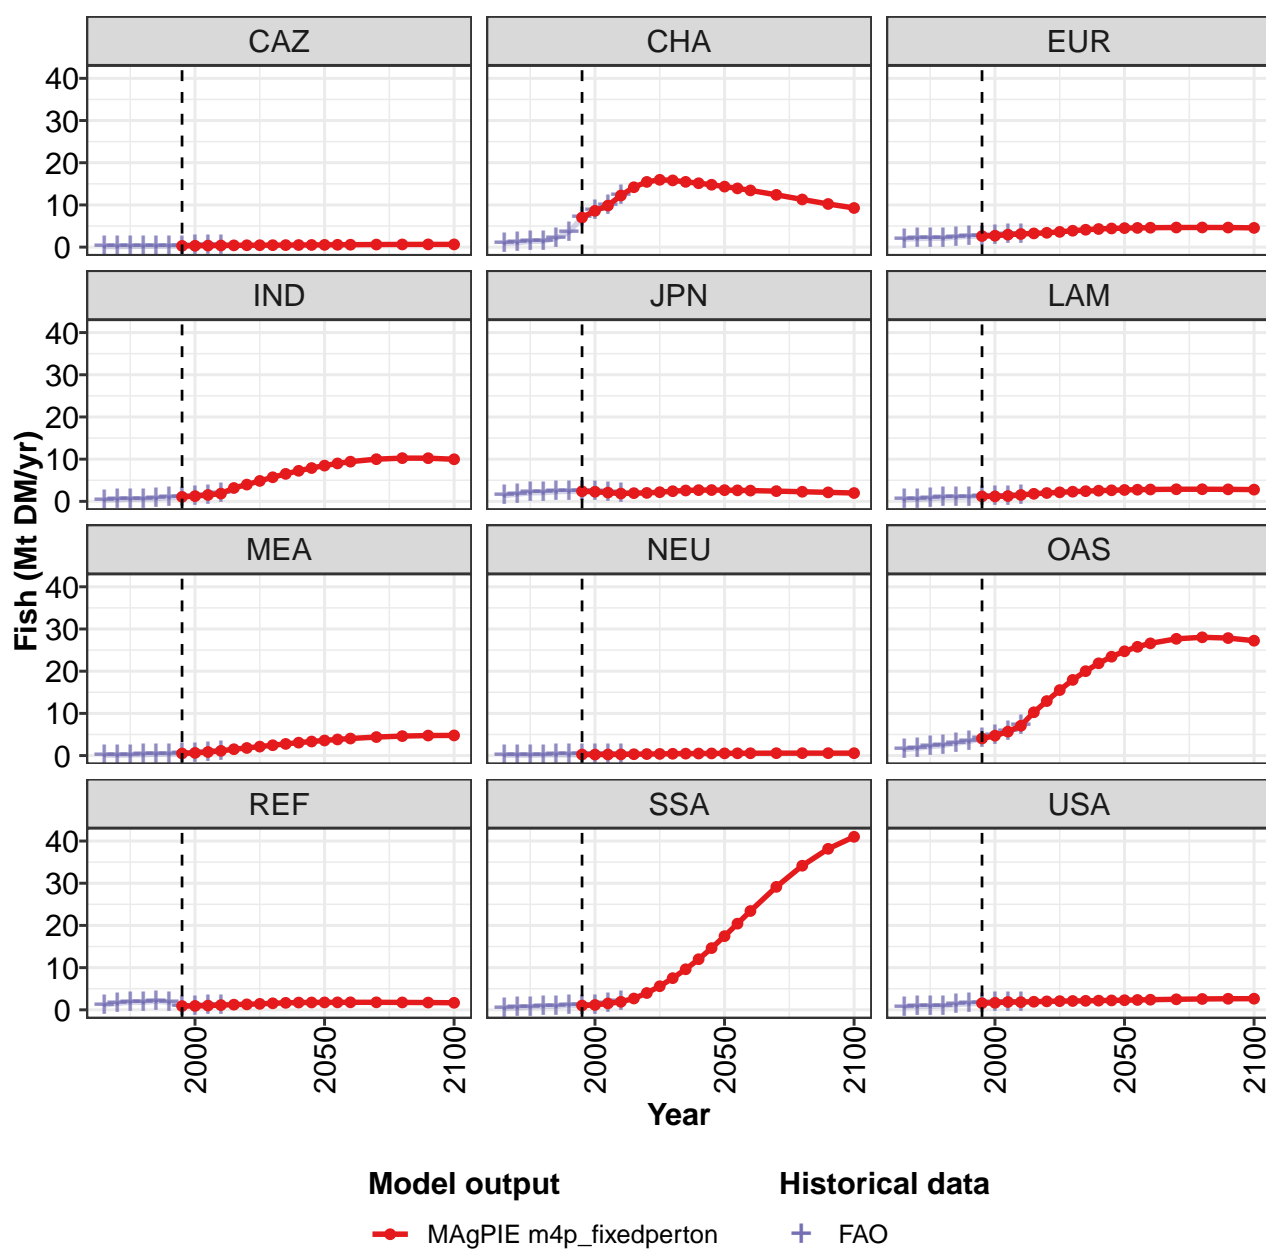 CAZ CHA EUR
40
30
20
10
0
IND JPN LAM
40
30
20
10
0
MEA NEU OAS
40
30
20
10
0
REF SSA USA
40
30
20
10
0
Fish (Mt DM/yr)
2000 2050 2100 2000 2050 2100 2000 2050 2100
Year
Model output Historical data
MAgPIE m4p_fixedperton FAO